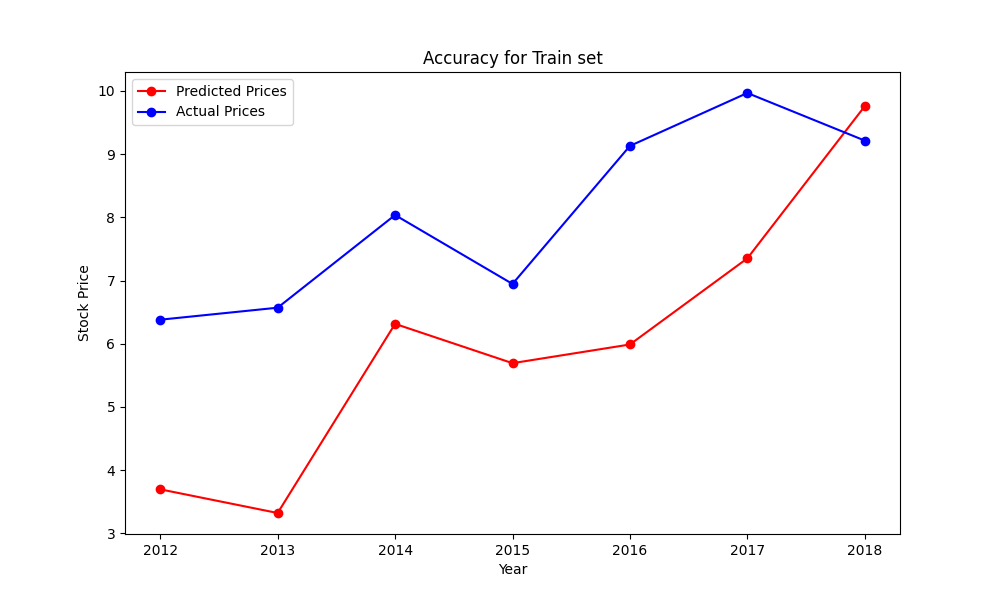 Accuracy for Train set
Predicted Prices
Actual Prices
10
9
8
7
6
5
4
3
Stock Price
2012 2013 2014 2015 2016 2017 2018
Year